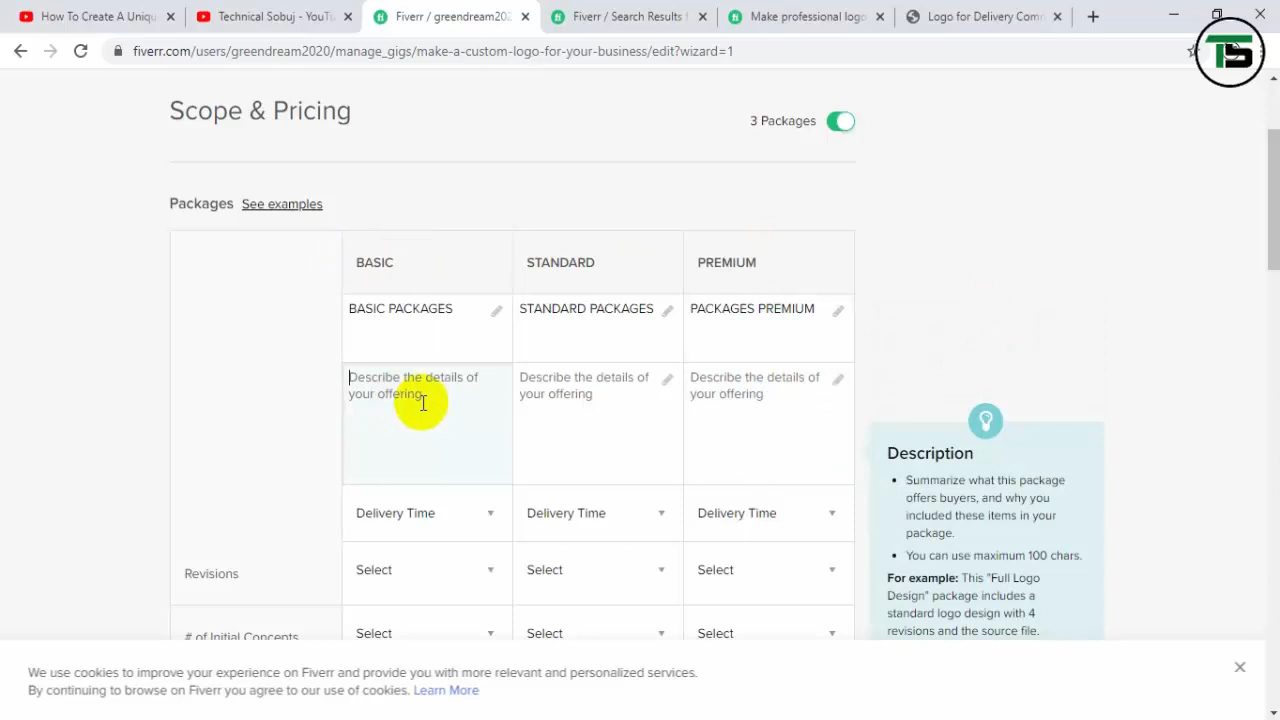 How To Create A Uniqu
Technical Sobuj - YouTu
Fiverr / greendream202
Fiverr / Search Results f
Make professional logo
Logo for Delivery Com
fiverr.com/users/greendream2020/manage_gigs/make-a-custom-logo-for-your-business/edit?wizard=1
TS
Scope & Pricing
3 Packages
Packages See examples
BASIC STANDARD PREMIUM
BASIC PACKAGES STANDARD PACKAGES PACKAGES PREMIUM
Describe the details of Describe the details of Describe the details of
your offering your offering your offering
Description
Summarize what this package
offers buyers, and why you
included these items in your
package.
You can use maximum 100 chars.
For example: This "Full Logo
Design" package includes a
standard logo design with 4
revisions and the source file.
Delivery Time Delivery Time Delivery Time
Revisions Select Select Select
# of Initial Concepts Select Select Select
We use cookies to improve your experience on Fiverr and provide you with more relevant and personalized services.
By continuing to browse on Fiverr you agree to our use of cookies. Learn More